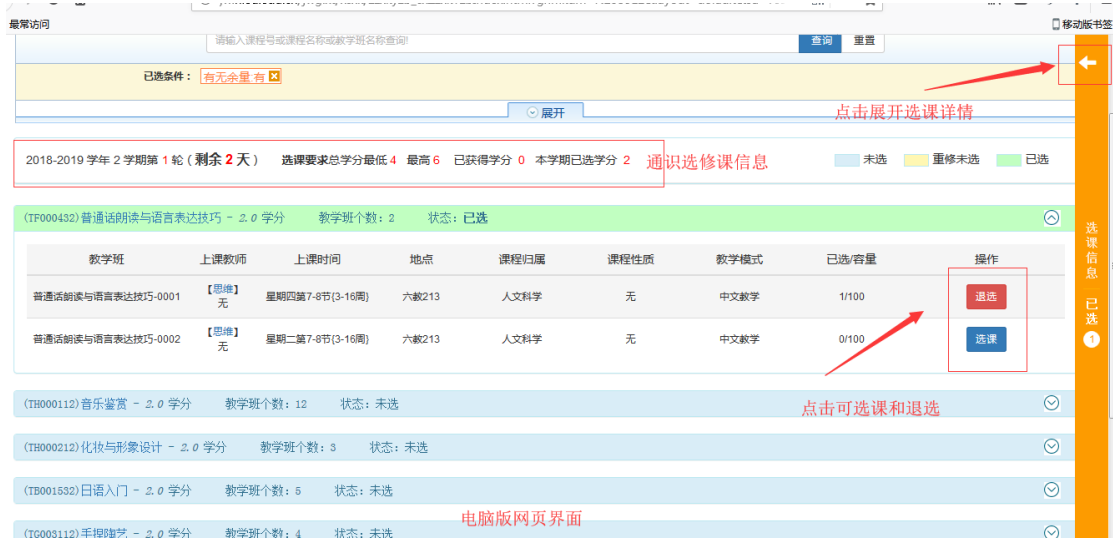 最常访问
移动版书签
请输入课程号或课程名称或教学班名称查询!
查询 重置
已选条件： 有无余量 有
点击展开选课详情
展开
2018-2019 学年 2 学期第 1 轮 ( 剩余 2 天 ) 选课要求总学分最低 4 最高 6 已获得学分 0 本学期已选学分 2
通识选修课信息
未选 重修未选 已选
(TF000432)普通话朗读与语言表达技巧 - 2.0 学分 教学班个数: 2 状态: 已选
教学班 上课教师 上课时间 地点 课程归属 课程性质 教学模式 已选/容量 操作
普通话朗读与语言表达技巧-0001 【思维】无 星期四第7-8节{3-16周} 六教213 人文科学 无 中文教学 1/100 退选
普通话朗读与语言表达技巧-0002 【思维】无 星期二第7-8节{3-16周} 六教213 人文科学 无 中文教学 0/100 选课
点击可选课和退选
(TH000112)音乐鉴赏 - 2.0 学分 教学班个数: 12 状态: 未选
(TH000212)化妆与形象设计 - 2.0 学分 教学班个数: 3 状态: 未选
(TB001532)日语入门 - 2.0 学分 教学班个数: 5 状态: 未选
电脑版网页界面
(TG003112)手捏陶艺 - 2.0 学分 教学班个数: 4 状态: 未选
选课信息 已选 1